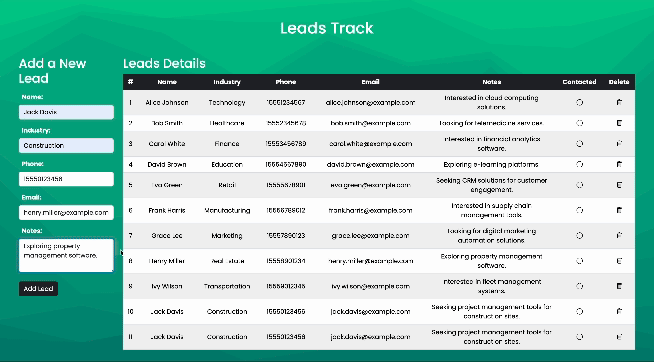 Leads Track
Add a New
Lead
Name:
Jack Davis
Industry:
Construction
Phone:
15550123456
Email:
henry.miller@example.com
Notes:
Exploring property
management software.
Add Lead
Leads Details
# Name Industry Phone Email Notes Contacted Delete
1 Alice Johnson Technology 15551234567 alice.johnson@example.com Interested in cloud computing
solutions.
2 Bob Smith Healthcare 15552345678 bob.smith@example.com Looking for telemedicine services.
3 Carol White Finance 15553456789 carol.white@example.com Interested in financial analytics
software.
4 David Brown Education 15554567890 david.brown@example.com Exploring e-learning platforms
5 Eva Green Retail 15555678901 eva.green@example.com Seeking CRM solutions for customer
engagement.
6 Frank Harris Manufacturing 15556789012 frank.harris@example.com Interested in supply chain
management tools.
7 Grace Lee Marketing 15557890123 grace.lee@example.com Looking for digital marketing
automation solutions.
8 Henry Miller Real Estate 15558901234 henry.miller@example.com Exploring property management
software.
9 Ivy Wilson Transportation 15559012345 ivy.wilson@example.com Interested in fleet management
systems.
10 Jack Davis Construction 15550123456 jack.davis@example.com Seeking project management tools for
construction sites
11 Jack Davis Construction 15550123456 jack.davis@example.com Seeking project management tools for
construction sites.